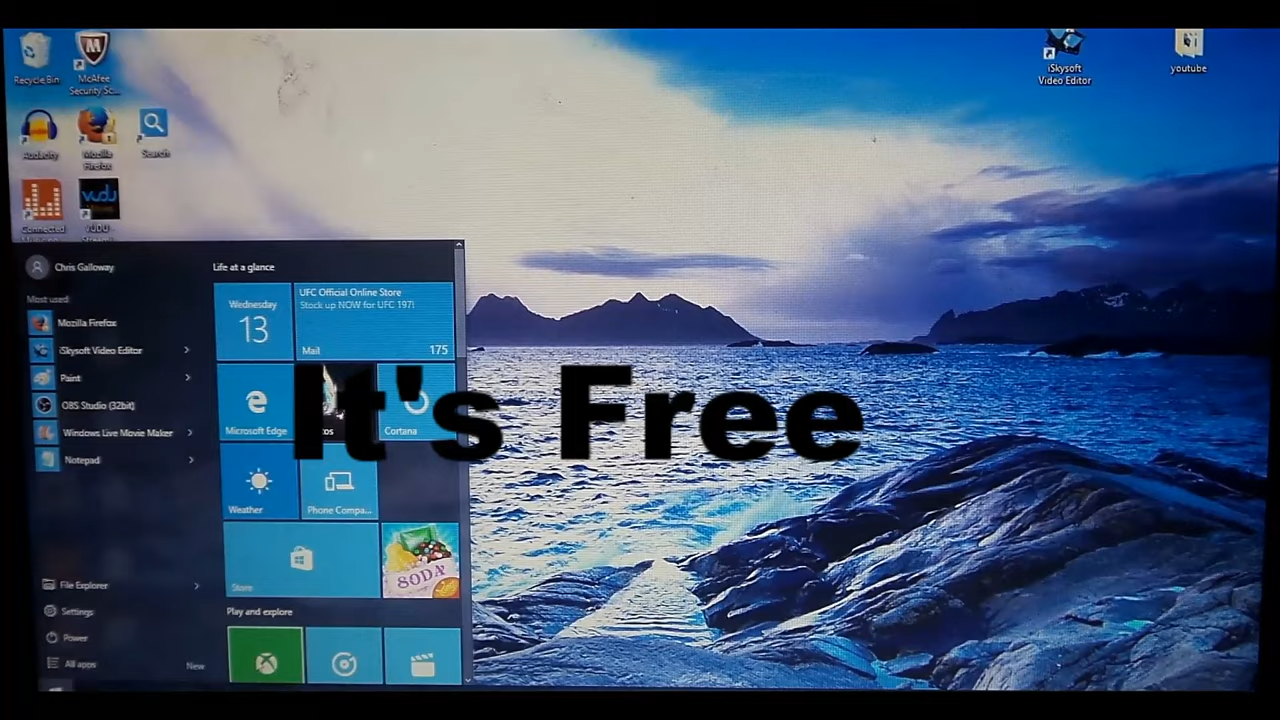 Recycle Bin
McAfee
Security Sc...
iSkysoft
Video Editor
youtube
Audacity
Mozilla
Firefox
Search
vudu
Connected
VUDU
Chris Galloway
Most used
Mozilla Firefox
iSkysoft Video Editor
Paint
OBS Studio (32bit)
Windows Live Movie Maker
Notepad
File Explorer
Settings
Power
All apps
New
Life at a glance
Wednesday
13
UFC Official Online Store
Stock up NOW for UFC 197!
Mail
175
Microsoft Edge
Cortana
It's Free
Weather
Phone Compa...
Store
SODA
Play and explore